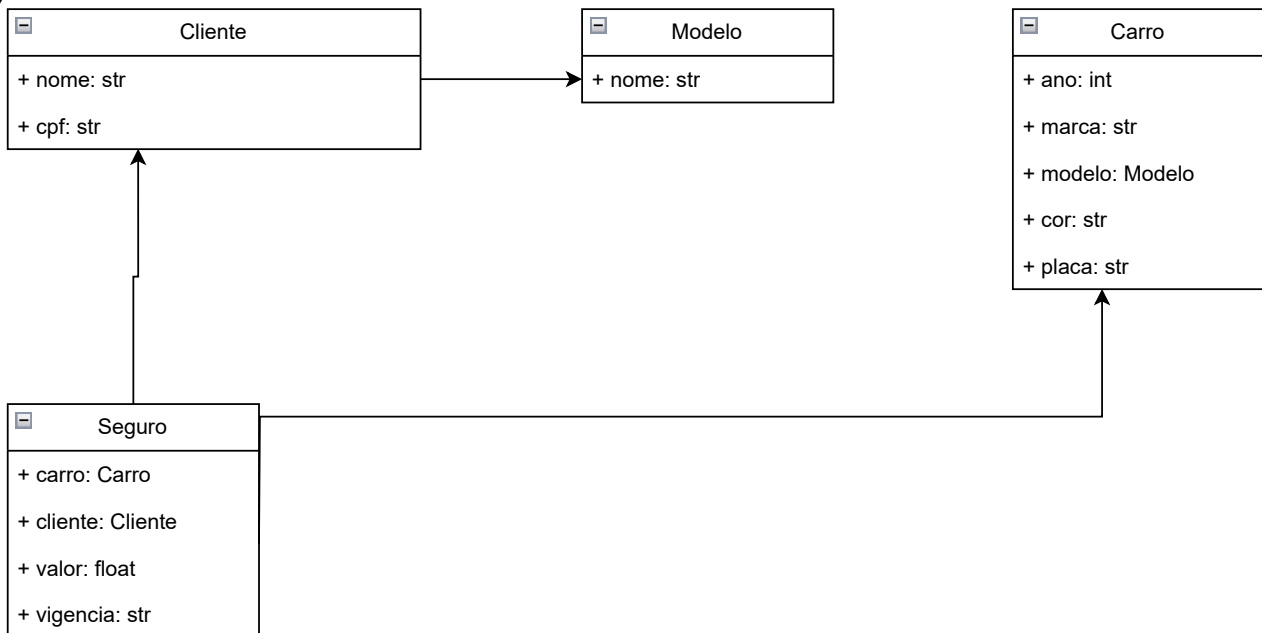 Cliente
+ nome: str
+ cpf: str
Modelo
+ nome: str
Carro
+ ano: int
+ marca: str
+ modelo: Modelo
+ cor: str
+ placa: str
Seguro
+ carro: Carro
+ cliente: Cliente
+ valor: float
+ vigencia: str